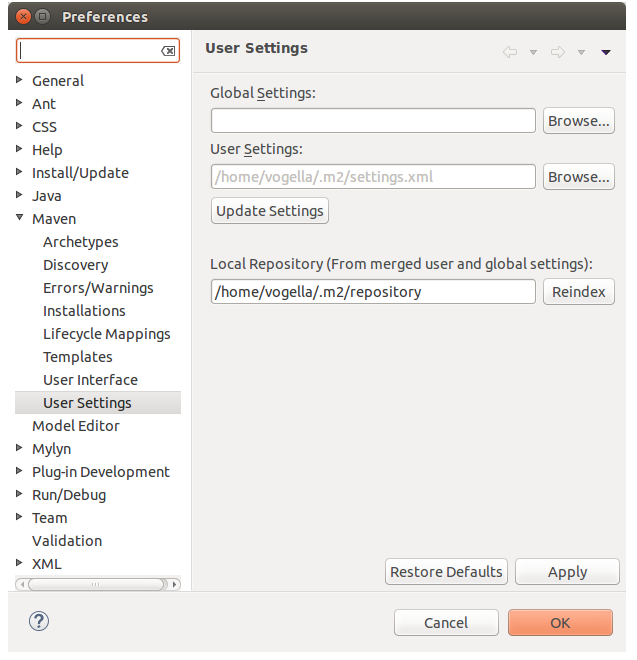 Preferences
General
Ant
CSS
Help
Install/Update
Java
Maven
Archetypes
Discovery
Errors/Warnings
Installations
Lifecycle Mappings
Templates
User Interface
User Settings
Model Editor
Mylyn
Plug-in Development
Run/Debug
Team
Validation
XML
User Settings
Global Settings:
Browse...
User Settings:
/home/vogella/.m2/settings.xml Browse...
Update Settings
Local Repository (From merged user and global settings):
/home/vogella/.m2/repository Reindex
Restore Defaults Apply
? Cancel OK